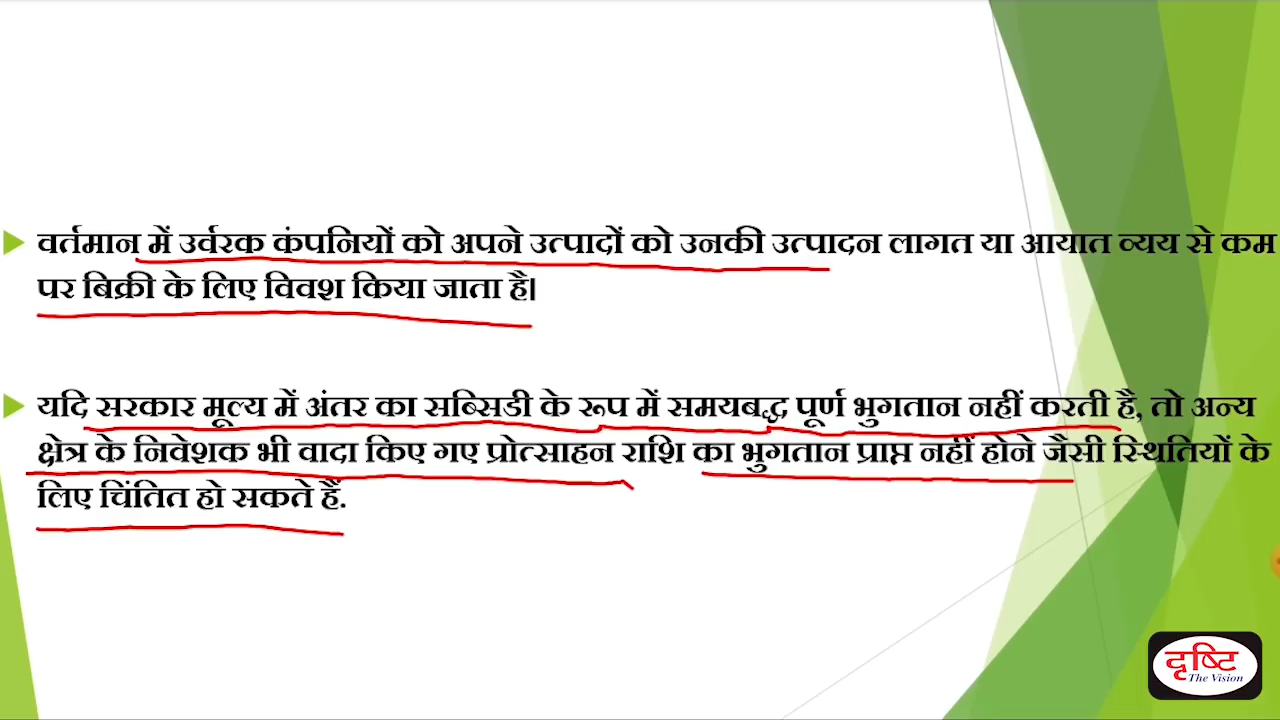 वर्तमान में उर्वरक कंपनियों को अपने उत्पादों को उनकी उत्पादन लागत या आयात व्यय से कम
पर बिक्री के लिए विवश किया जाता है।
यदि सरकार मूल्य में अंतर का सब्सिडी के रूप में समयबद्ध पूर्ण भुगतान नहीं करती है, तो अन्य
क्षेत्र के निवेशक भी वादा किए गए प्रोत्साहन राशि का भुगतान प्राप्त नहीं होने जैसी स्थितियों के
लिए चिंतित हो सकते हैं.
दृष्टि
The Vision